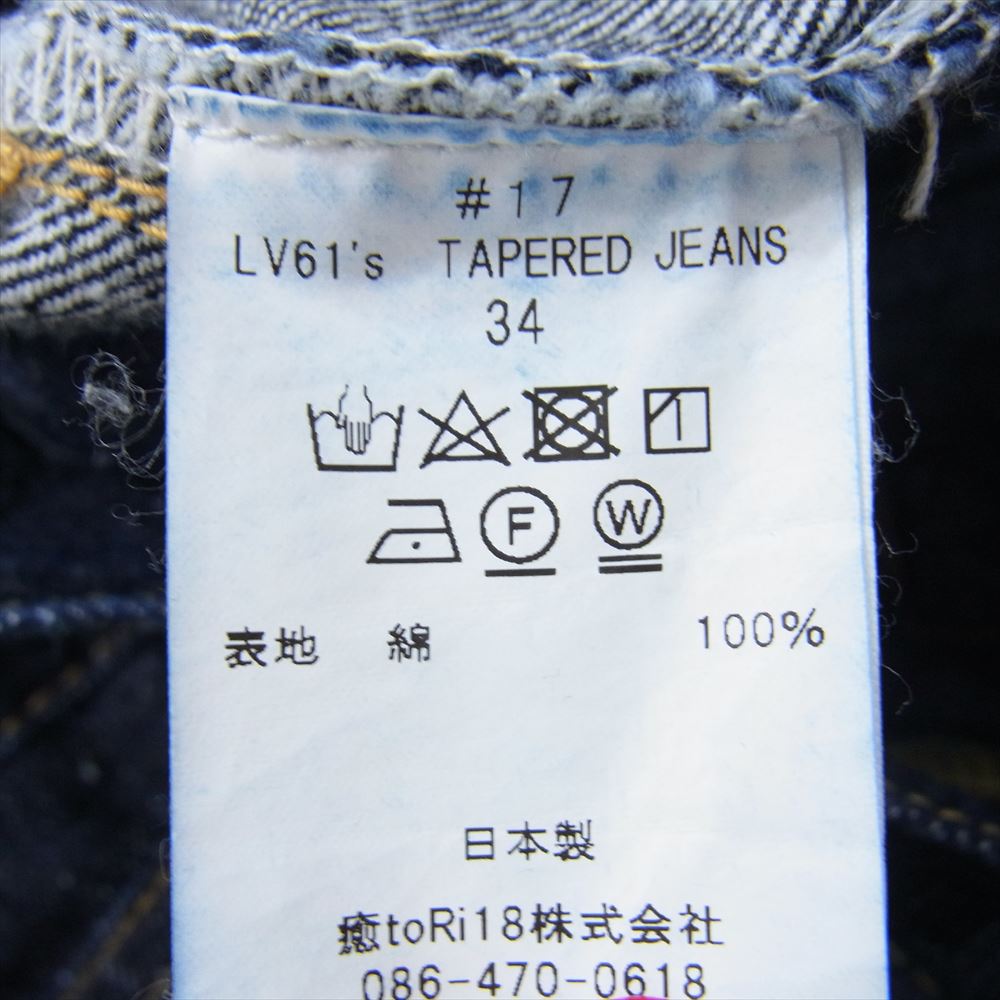 #17
LV61's TAPERED JEANS
34
F W
表地 綿 100%
日本製
癒toRi18株式会社
086-470-0618